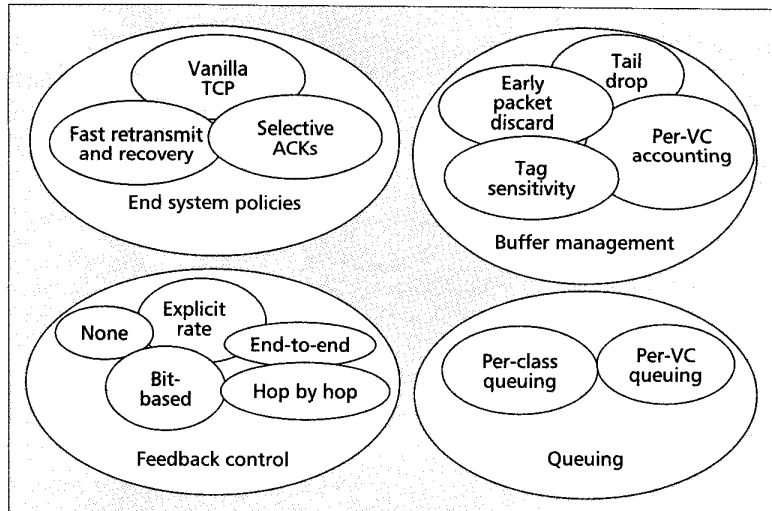 Vanilla
TCP
Fast retransmit
and recovery
Selective
ACKs
End system policies
Tail
drop
Early
packet
discard
Per-VC
accounting
Tag
sensitivity
Buffer management
None
Explicit
rate
End-to-end
Bit-
based
Hop by hop
Feedback control
Per-class
queuing
Per-VC
queuing
Queuing